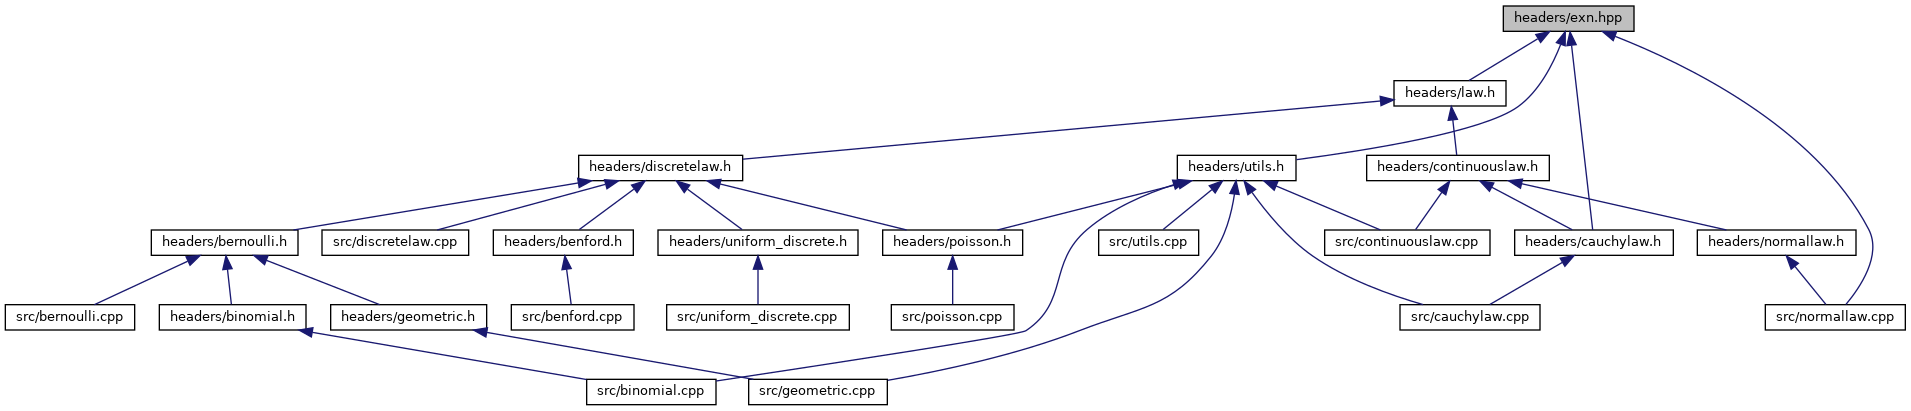 headers/exn.hpp
headers/law.h
headers/discretelaw.h
headers/utils.h
headers/continuouslaw.h
headers/bernoulli.h
src/discretelaw.cpp
headers/benford.h
headers/uniform_discrete.h
headers/poisson.h
src/utils.cpp
src/continuouslaw.cpp
headers/cauchylaw.h
headers/normallaw.h
src/bernoulli.cpp
headers/binomial.h
headers/geometric.h
src/benford.cpp
src/uniform_discrete.cpp
src/poisson.cpp
src/cauchylaw.cpp
src/normallaw.cpp
src/binomial.cpp
src/geometric.cpp